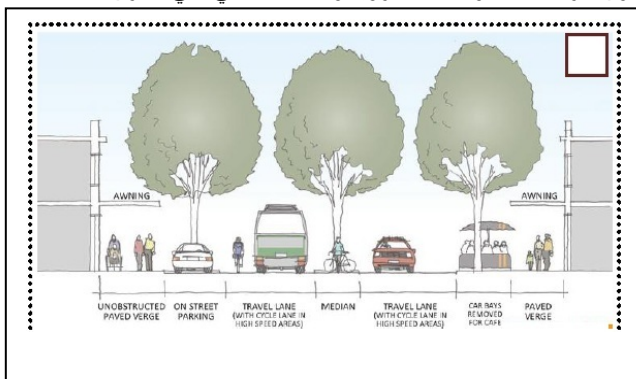 AWNING
AWNING
UNOBSTRUCTED
PAVED VERGE
ON STREET
PARKING
TRAVEL LANE
(WITH CYCLE LANE IN
HIGH SPEED AREAS)
MEDIAN
TRAVEL LANE
(WITH CYCLE LANE IN
HIGH SPEED AREAS)
CAR BAYS
REMOVED
FOR CAFE
PAVED
VERGE